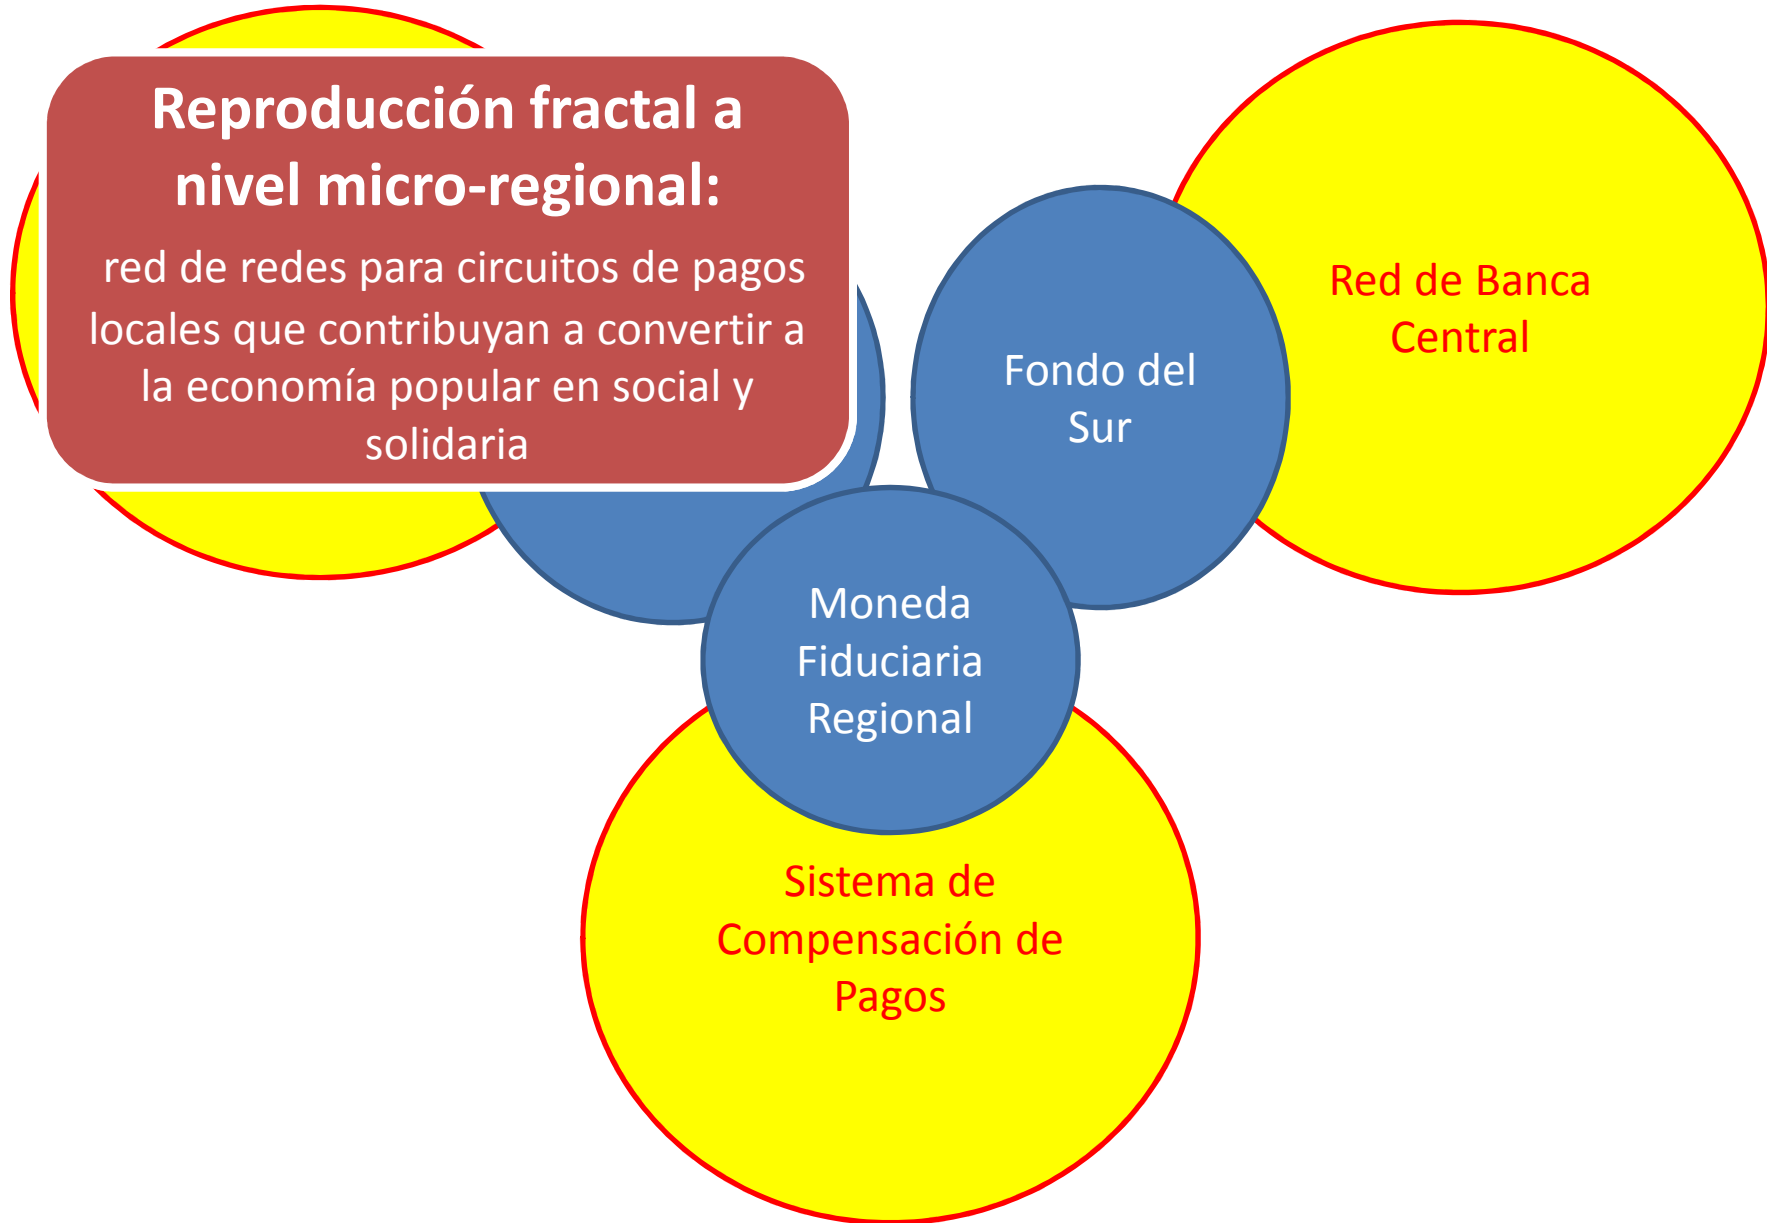 Reproducción fractal a
nivel micro-regional:
red de redes para circuitos de pagos
locales que contribuyan a convertir a
la economía popular en social y
solidaria
Red de Banca
Central
Fondo del
Sur
Moneda
Fiduciaria
Regional
Sistema de
Compensación de
Pagos